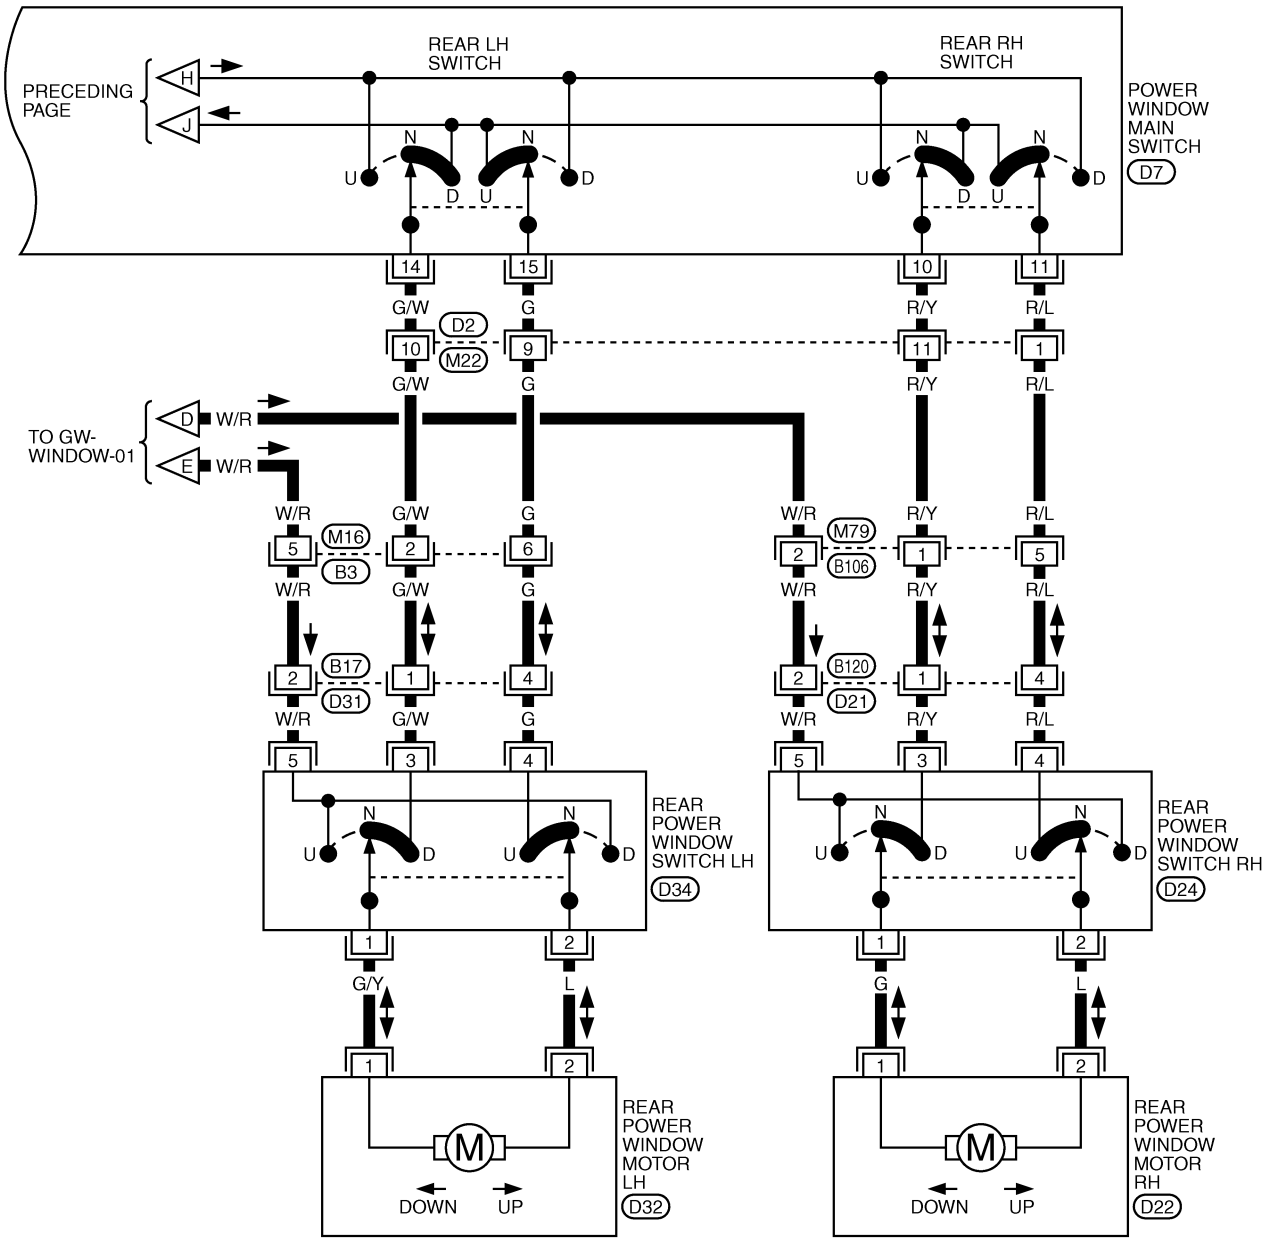 REAR LH
SWITCH
REAR RH
SWITCH
PRECEDING
PAGE
H
J
POWER
WINDOW
MAIN
SWITCH
D7
N N N N
U D U D U D U D
14 15 10 11
G/W G R/Y R/L
D2
10 9 11 1
M22
G/W G R/Y R/L
TO GW-
WINDOW-01
D W/R
E W/R
W/R G/W G W/R R/Y R/L
M16 M79
5 2 6 2 1 5
B3 B106
W/R G/W G W/R R/Y R/L
B17 B120
2 1 4 2 1 4
D31 D21
W/R G/W G W/R R/Y R/L
5 3 4 5 3 4
N N N N
U D U D U D U D
REAR
POWER
WINDOW
SWITCH LH
D34
REAR
POWER
WINDOW
SWITCH RH
D24
1 2 1 2
G/Y L G L
1 2 1 2
M M
REAR
POWER
WINDOW
MOTOR
LH
D32
REAR
POWER
WINDOW
MOTOR
RH
D22
DOWN UP DOWN UP